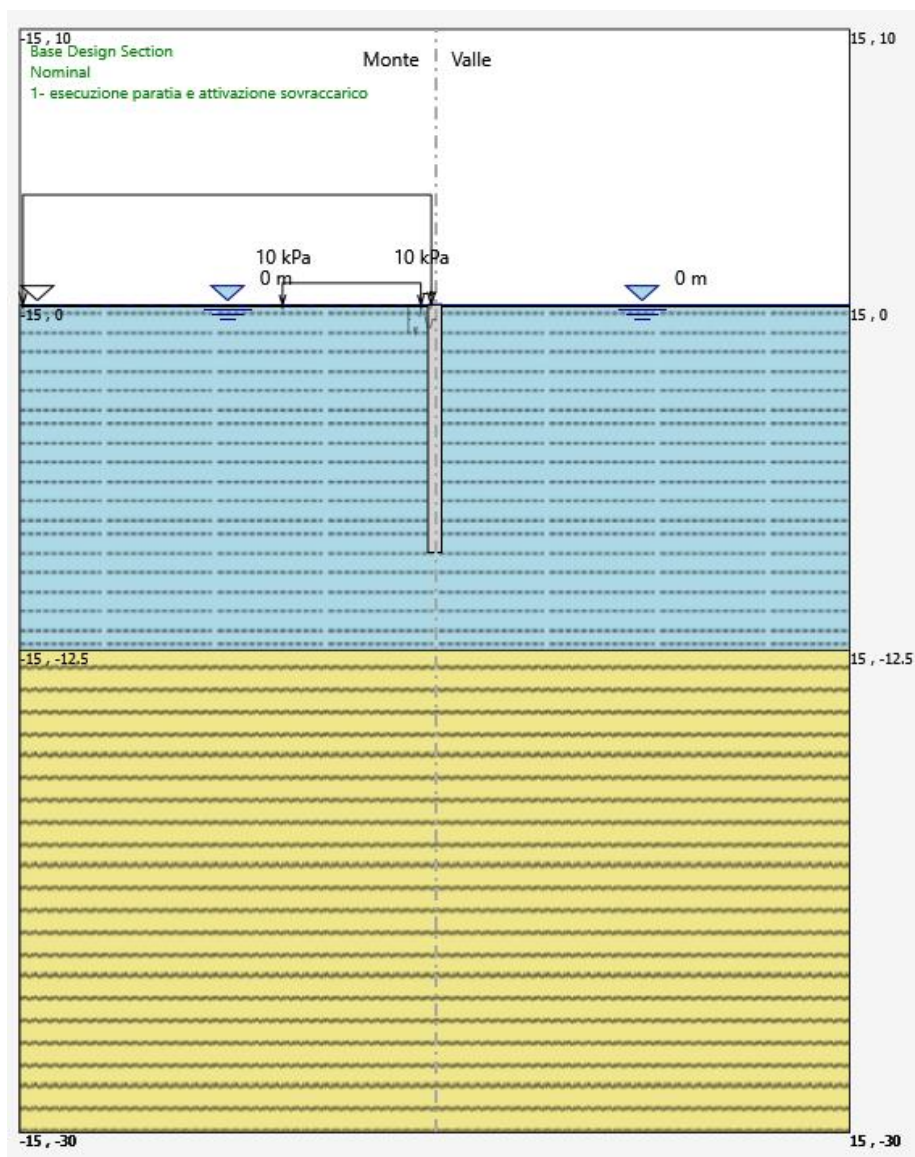 -15 , 10
15 , 10
Base Design Section
Monte
Valle
Nominal
1- esecuzione paratia e attivazione sovraccarico
10 kPa
10 kPa
0 m
0 m
-15 , 0
15 , 0
-15 , -12.5
15 , -12.5
-15 , -30
15 , -30